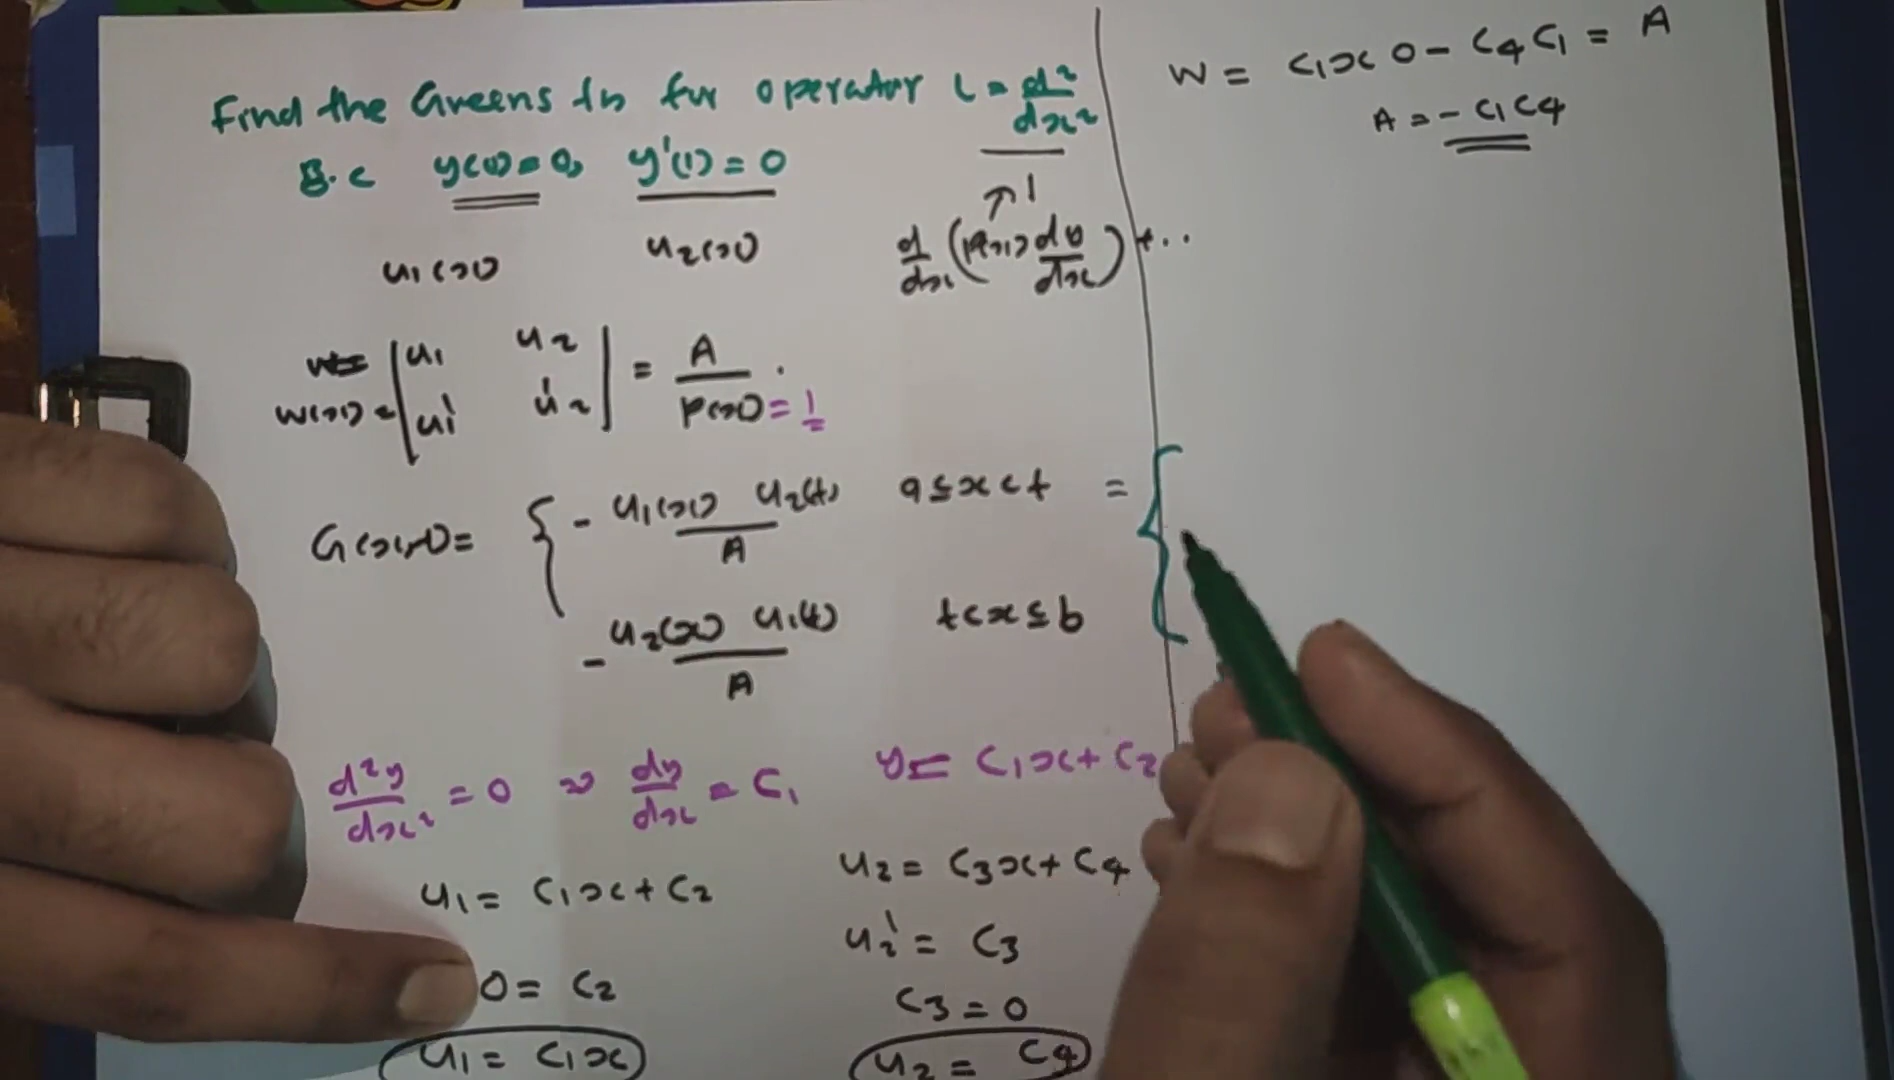 Find the Greens fn for operator L = d²/dx²
B.c y(0) = 0, y'(1) = 0
u₁(x) u₂(x) ↑ 1
d/dx (P(x) dy/dx) + ..
W(x) = | u₁ u₂ ; u₁' u₂' | = A / P(x) = 1 .
G(x,t) = { - u₁(x) u₂(t) / A a ≤ x < t = {
- u₂(x) u₁(t) / A t < x ≤ b
d²y/dx² = 0 ⇒ dy/dx = C₁ y = C₁x + C₂
u₁ = C₁x + C₂
0 = C₂
u₁ = C₁x
u₂ = C₃x + C₄
u₂' = C₃
C₃ = 0
u₂ = C₄
W = C₁x 0 - C₄C₁ = A
A = - C₁C₄